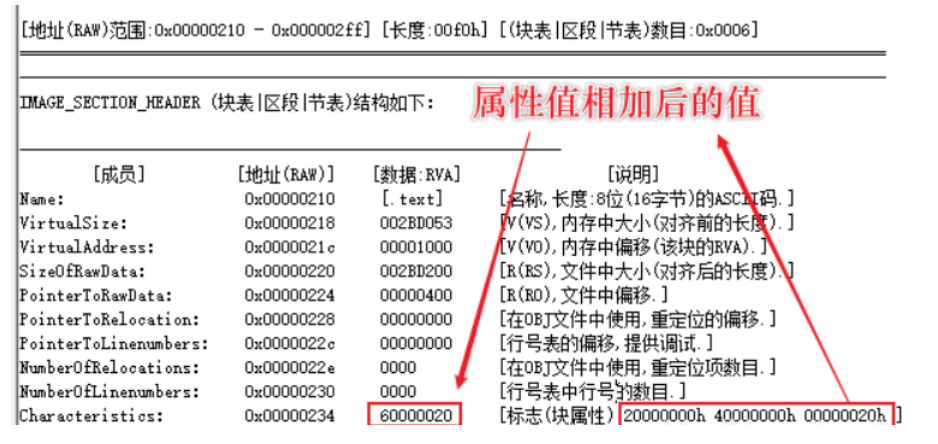 [地址(RAW)范围:0x00000210 - 0x000002ff] [长度:00f0h] [(块表|区段|节表)数目:0x0006]
IMAGE_SECTION_HEADER (块表|区段|节表)结构如下:
属性值相加后的值
[成员] [地址(RAW)] [数据:RVA] [说明]
Name: 0x00000210 [.text] [名称,长度:8位(16字节)的ASCII码.]
VirtualSize: 0x00000218 002BD053 [V(VS),内存中大小(对齐前的长度).]
VirtualAddress: 0x0000021c 00001000 [V(VO),内存中偏移(该块的RVA).]
SizeOfRawData: 0x00000220 002BD200 [R(RS),文件中大小(对齐后的长度).]
PointerToRawData: 0x00000224 00000400 [R(RO),文件中偏移.]
PointerToRelocation: 0x00000228 00000000 [在OBJ文件中使用,重定位的偏移.]
PointerToLinenumbers: 0x0000022c 00000000 [行号表的偏移,提供调试.]
NumberOfRelocations: 0x0000022e 0000 [在OBJ文件中使用,重定位项数目.]
NumberOfLinenumbers: 0x00000230 0000 [行号表中行号的数目.]
Characteristics: 0x00000234 60000020 [标志(块属性) 20000000h 40000000h 00000020h ]